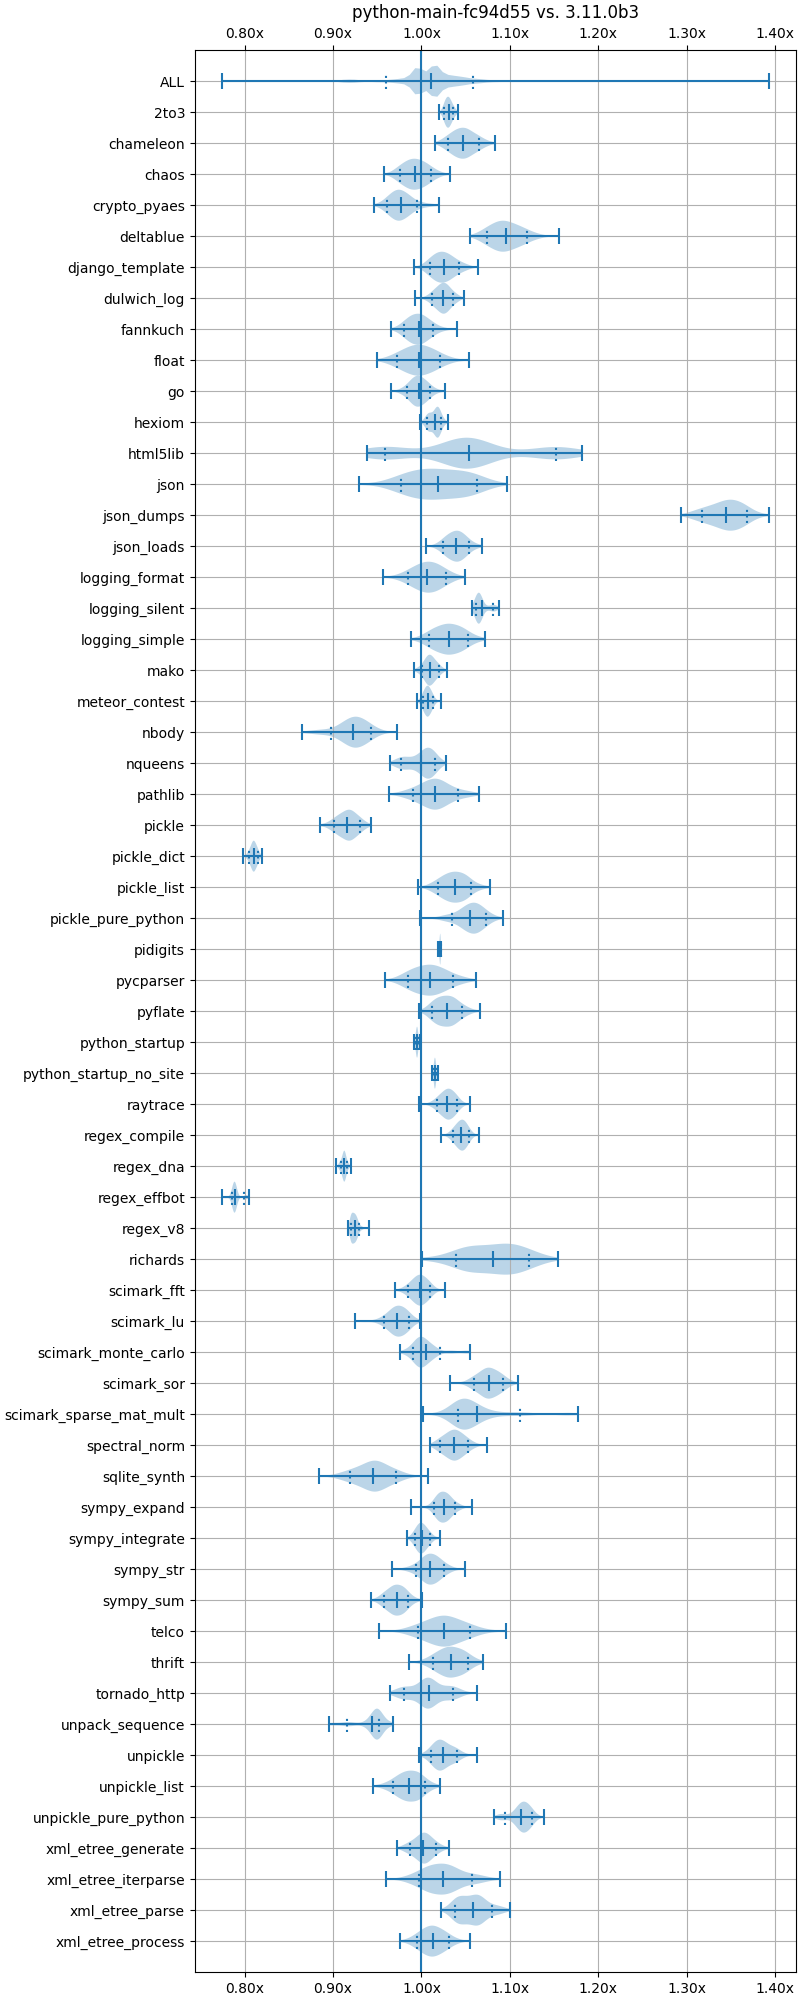 python-main-fc94d55 vs. 3.11.0b3
0.80x 0.90x 1.00x 1.10x 1.20x 1.30x 1.40x
ALL
2to3
chameleon
chaos
crypto_pyaes
deltablue
django_template
dulwich_log
fannkuch
float
go
hexiom
html5lib
json
json_dumps
json_loads
logging_format
logging_silent
logging_simple
mako
meteor_contest
nbody
nqueens
pathlib
pickle
pickle_dict
pickle_list
pickle_pure_python
pidigits
pycparser
pyflate
python_startup
python_startup_no_site
raytrace
regex_compile
regex_dna
regex_effbot
regex_v8
richards
scimark_fft
scimark_lu
scimark_monte_carlo
scimark_sor
scimark_sparse_mat_mult
spectral_norm
sqlite_synth
sympy_expand
sympy_integrate
sympy_str
sympy_sum
telco
thrift
tornado_http
unpack_sequence
unpickle
unpickle_list
unpickle_pure_python
xml_etree_generate
xml_etree_iterparse
xml_etree_parse
xml_etree_process
0.80x 0.90x 1.00x 1.10x 1.20x 1.30x 1.40x